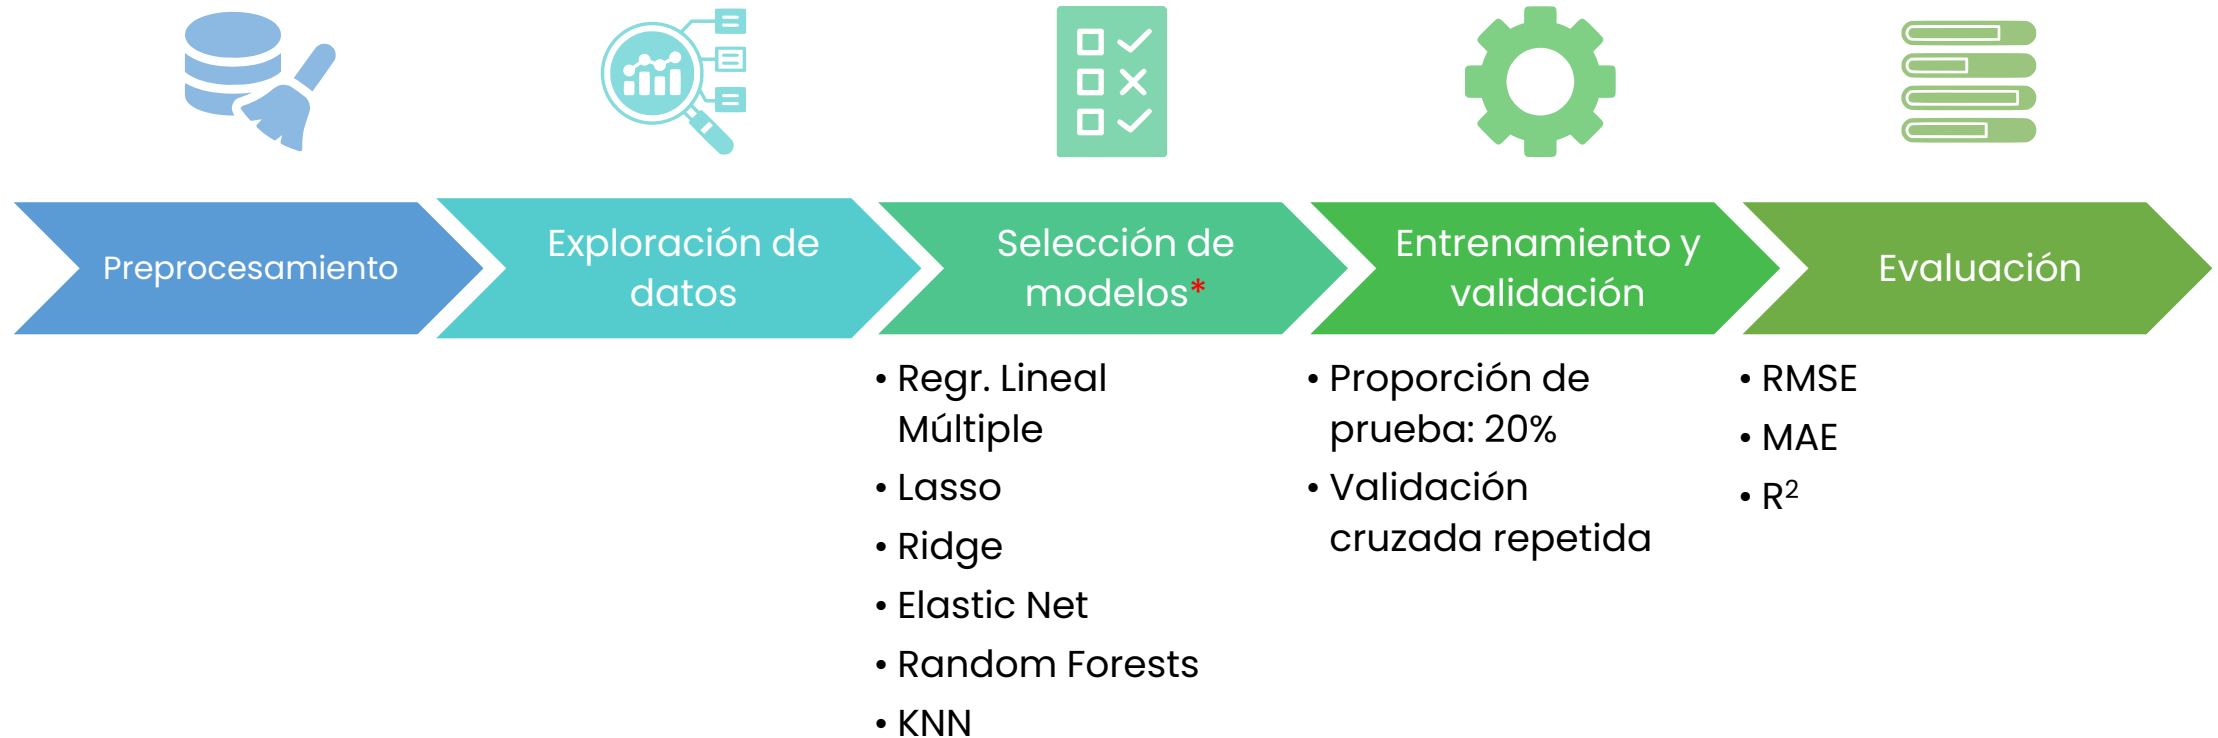 Preprocesamiento
Exploración de
datos
Selección de
modelos*
Entrenamiento y
validación
Evaluación
• Regr. Lineal
Múltiple
• Lasso
• Ridge
• Elastic Net
• Random Forests
• KNN
• Proporción de
prueba: 20%
• Validación
cruzada repetida
• RMSE
• MAE
• R²